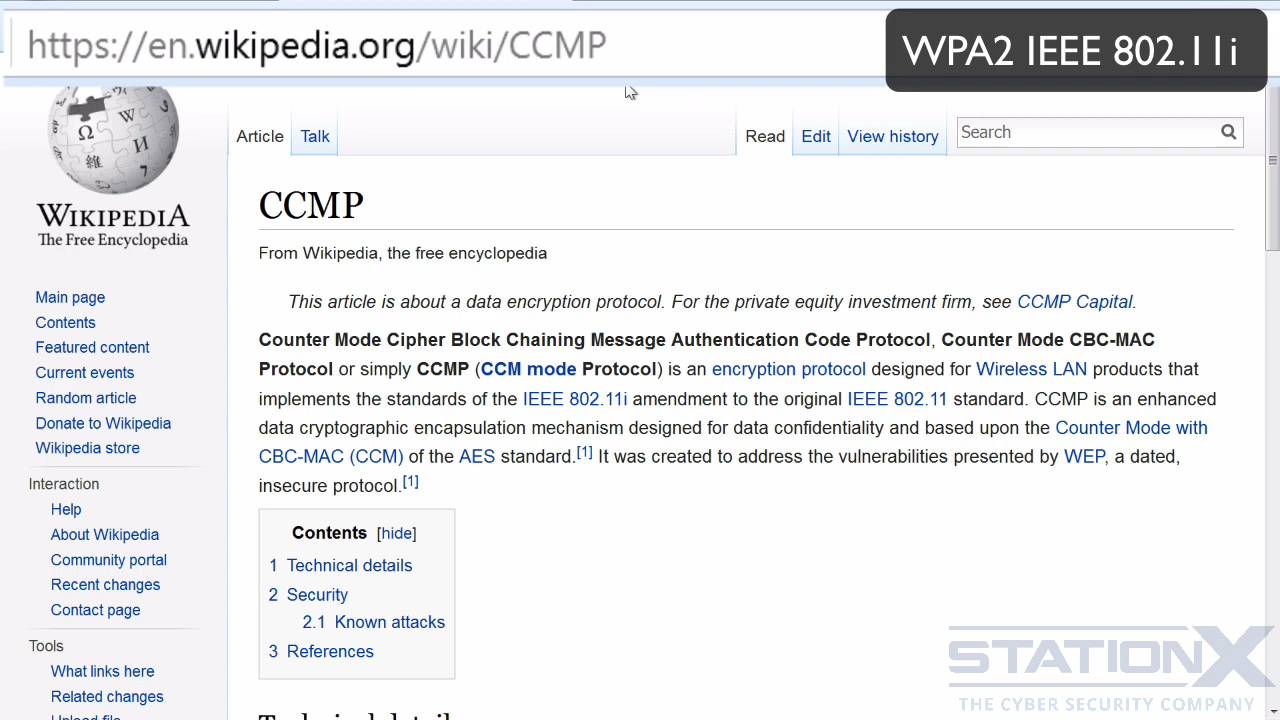 https://en.wikipedia.org/wiki/CCMP
WPA2 IEEE 802.11i
WIKIPEDIA
The Free Encyclopedia
Main page
Contents
Featured content
Current events
Random article
Donate to Wikipedia
Wikipedia store
Interaction
Help
About Wikipedia
Community portal
Recent changes
Contact page
Tools
What links here
Related changes
Upload file
Article Talk
Read Edit View history Search
CCMP
From Wikipedia, the free encyclopedia
This article is about a data encryption protocol. For the private equity investment firm, see CCMP Capital.
Counter Mode Cipher Block Chaining Message Authentication Code Protocol, Counter Mode CBC-MAC
Protocol or simply CCMP (CCM mode Protocol) is an encryption protocol designed for Wireless LAN products that
implements the standards of the IEEE 802.11i amendment to the original IEEE 802.11 standard. CCMP is an enhanced
data cryptographic encapsulation mechanism designed for data confidentiality and based upon the Counter Mode with
CBC-MAC (CCM) of the AES standard.[1] It was created to address the vulnerabilities presented by WEP, a dated,
insecure protocol.[1]
Contents [hide]
1 Technical details
2 Security
2.1 Known attacks
3 References
Technical details
STATIONX
THE CYBER SECURITY COMPANY